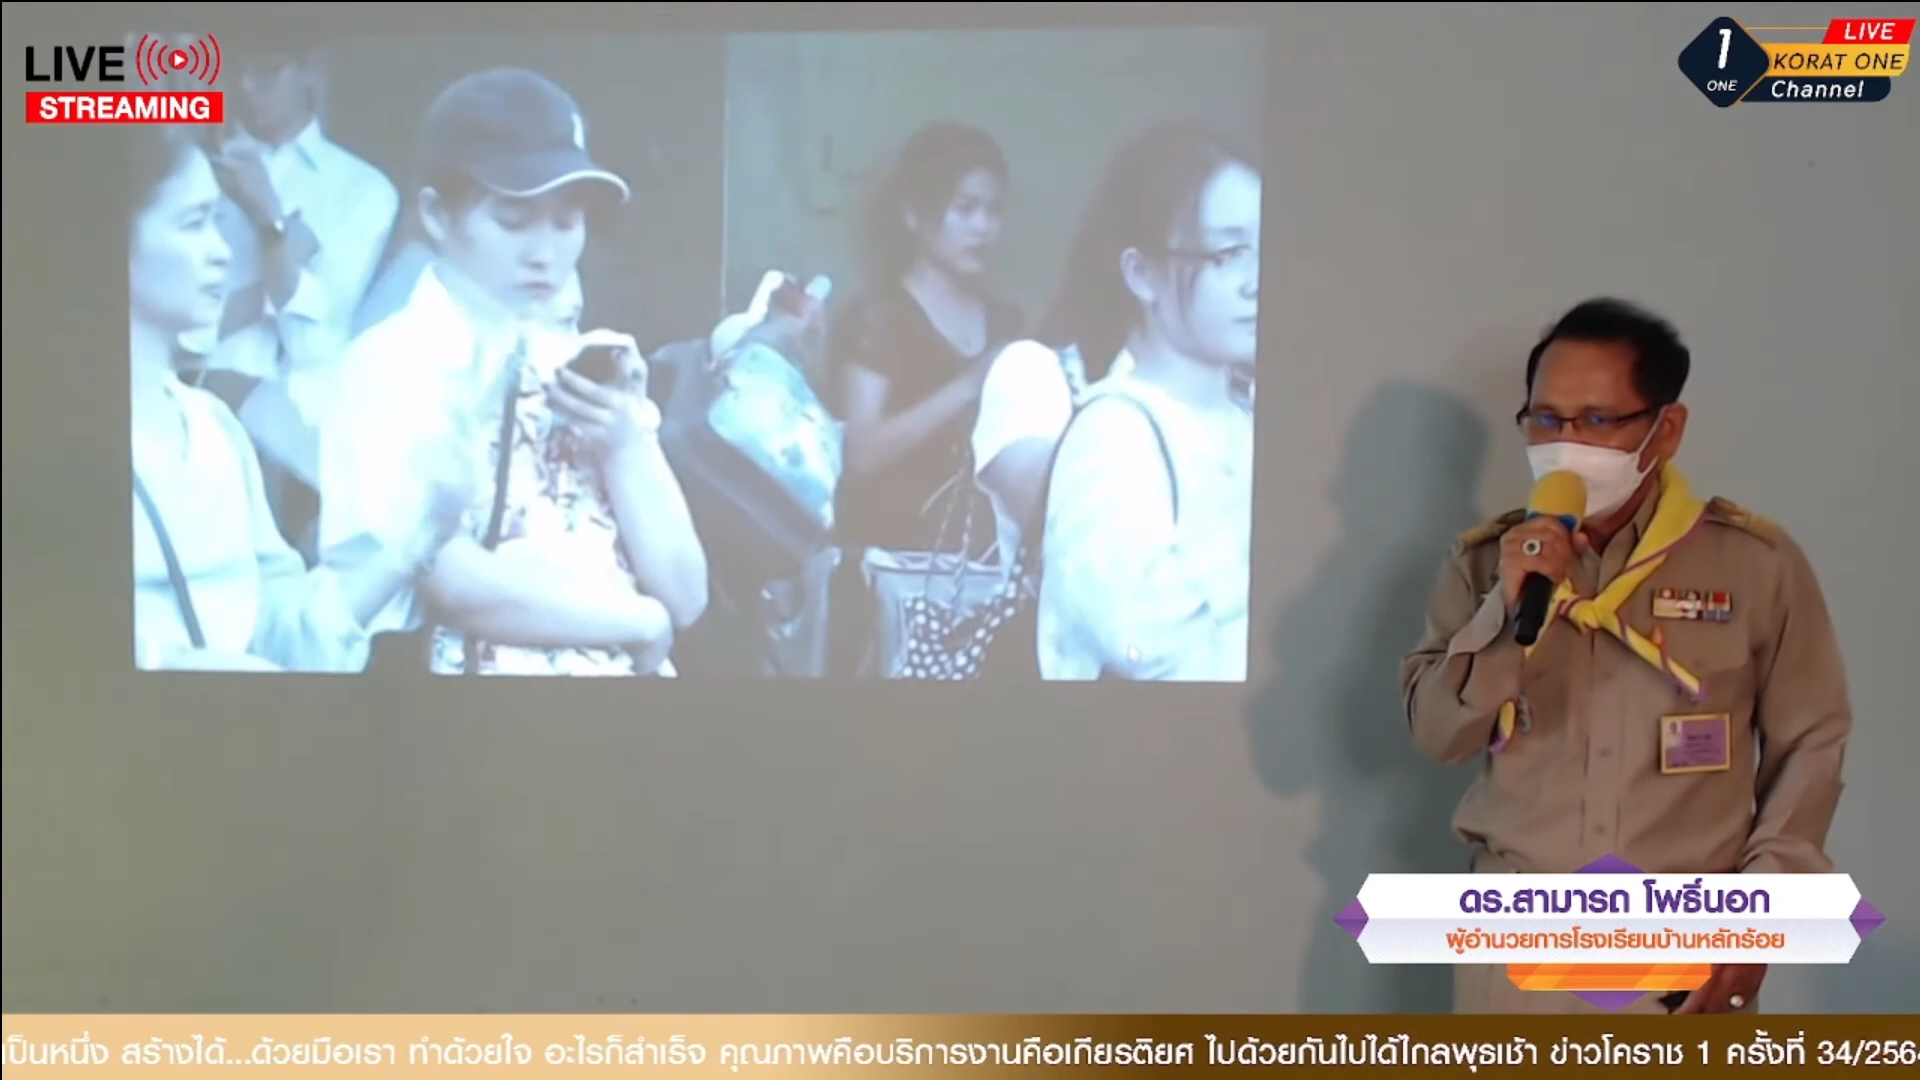 LIVE
STREAMING
LIVE
1
ONE
KORAT ONE
Channel
ดร.สามารถ โพธิ์นอก
ผู้อำนวยการโรงเรียนบ้านหลักร้อย
เป็นหนึ่ง สร้างได้...ด้วยมือเรา ทำด้วยใจ อะไรก็สำเร็จ คุณภาพคือบริการงานคือเกียรติยศ ไปด้วยกันไปได้ไกลพุธเช้า ข่าวโคราช 1 ครั้งที่ 34/256